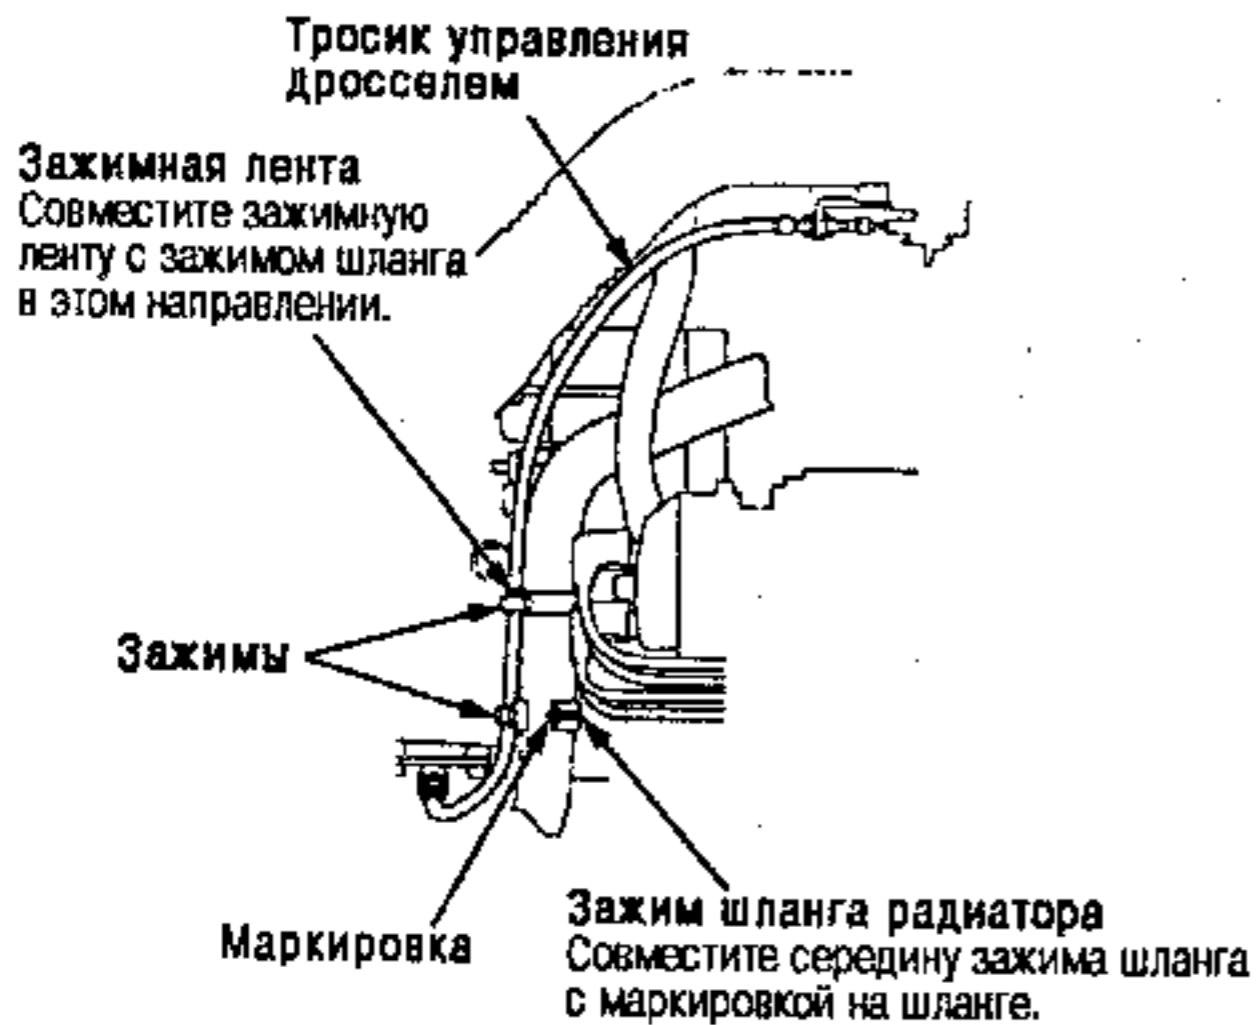 Тросик управления
дросселем
Зажимная лента
Совместите зажимную
ленту с зажимом шланга
в этом направлении.
Зажимы
Маркировка
Зажим шланга радиатора
Совместите середину зажима шланга
с маркировкой на шланге.